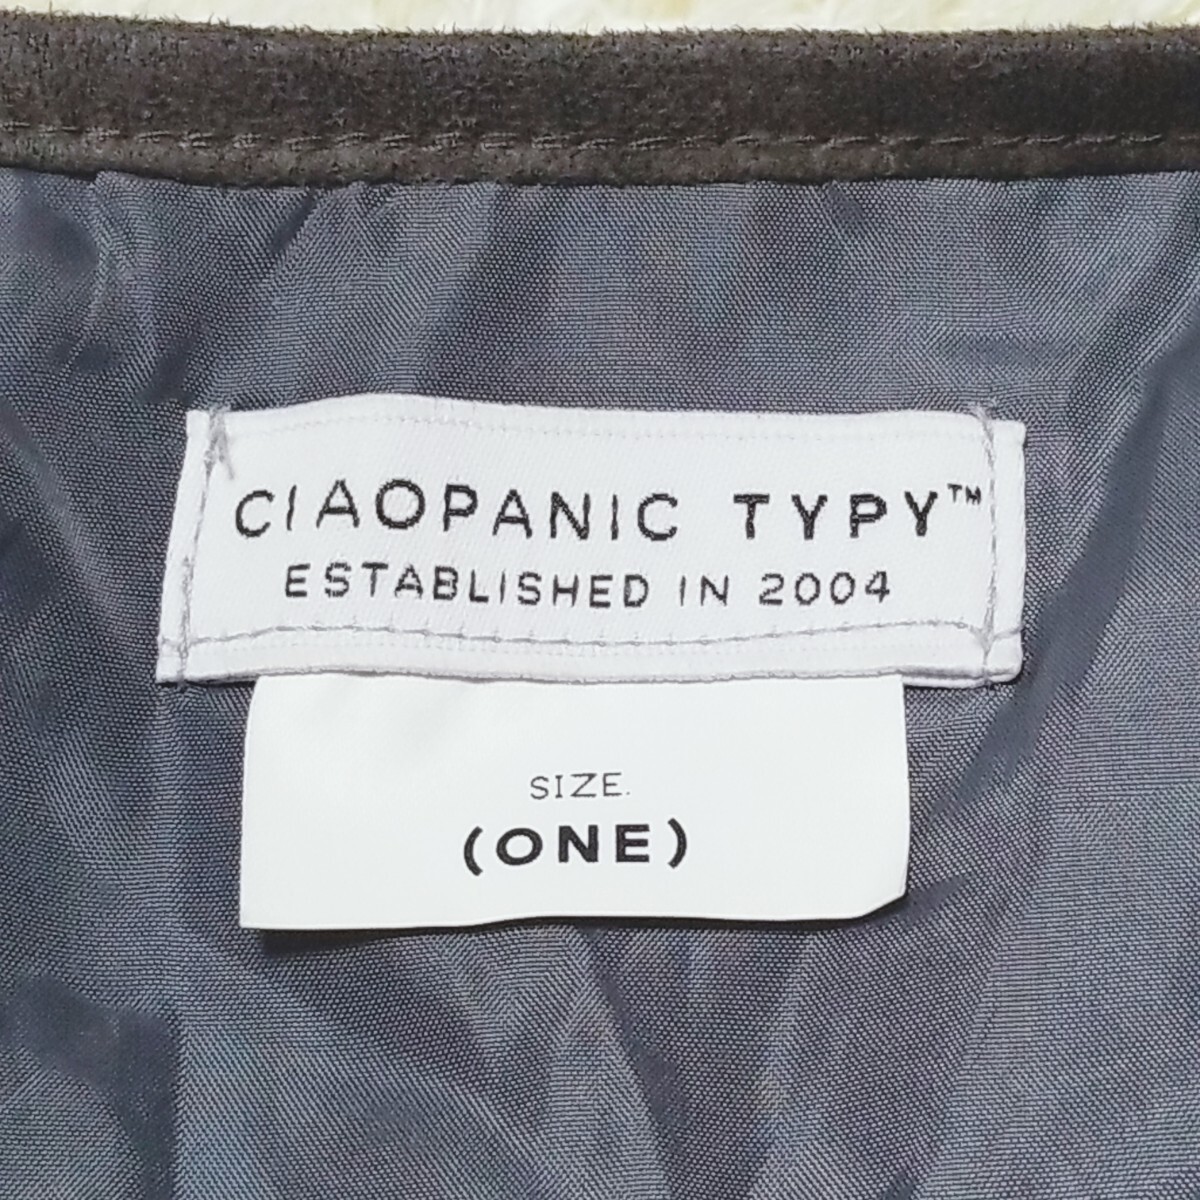 CIAOPANIC TYPY™
ESTABLISHED IN 2004
SIZE.
(ONE)